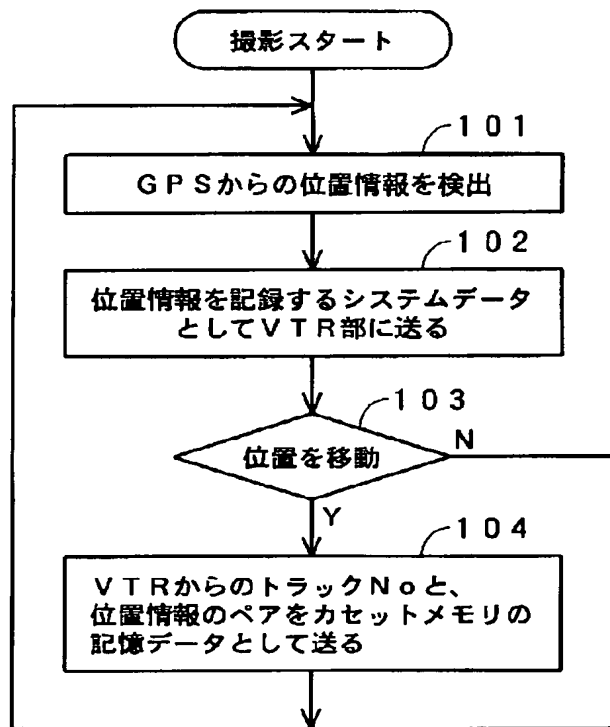 撮影スタート
101
GPSからの位置情報を検出
102
位置情報を記録するシステムデータ
としてVTR部に送る
103
位置を移動
N
Y
104
VTRからのトラックNoと、
位置情報のペアをカセットメモリの
記憶データとして送る